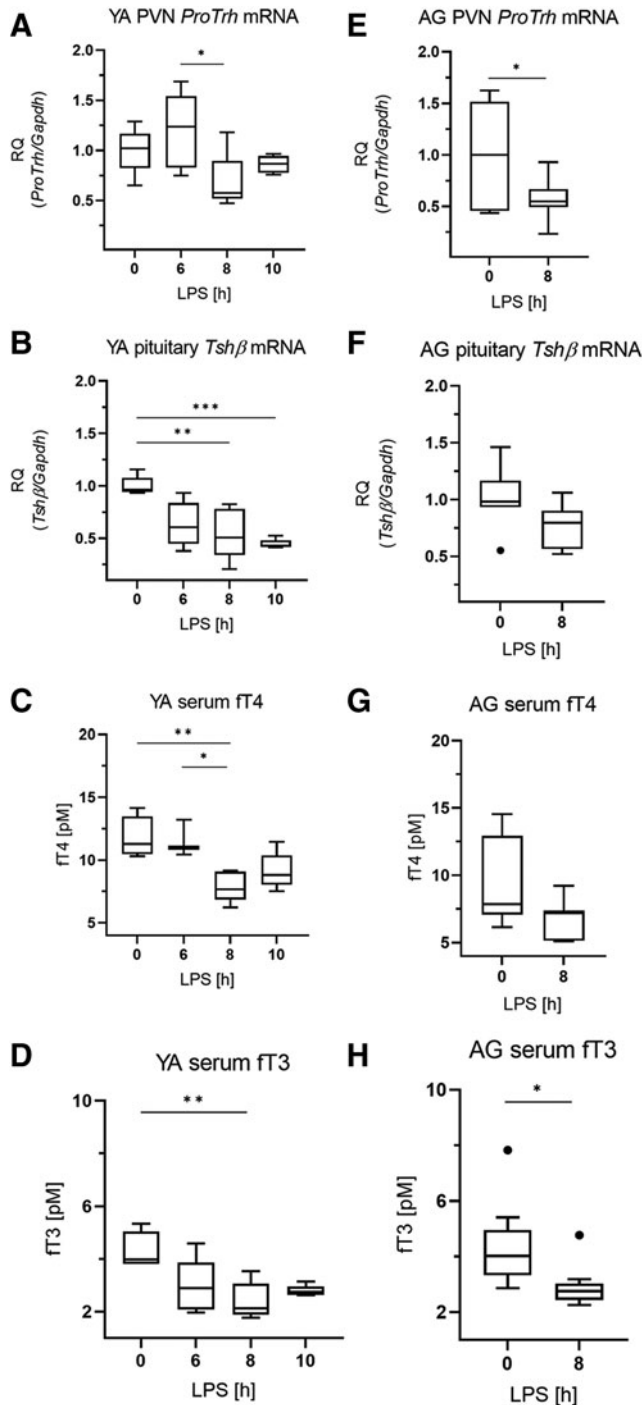 A
YA PVN ProTrh mRNA
*
RQ
(ProTrh/Gapdh)
2.0
1.5
1.0
0.5
0 6 8 10
LPS [h]
E
AG PVN ProTrh mRNA
*
RQ
(ProTrh/Gapdh)
2.0
1.5
1.0
0.5
0 8
LPS [h]
B
YA pituitary Tshβ mRNA
***
**
RQ
(Tshβ/Gapdh)
2.0
1.5
1.0
0.5
0 6 8 10
LPS [h]
F
AG pituitary Tshβ mRNA
RQ
(Tshβ/Gapdh)
2.0
1.5
1.0
0.5
0 8
LPS [h]
C
YA serum fT4
**
*
fT4 [pM]
20
15
10
5
0 6 8 10
LPS [h]
G
AG serum fT4
fT4 [pM]
20
15
10
5
0 8
LPS [h]
D
YA serum fT3
**
fT3 [pM]
10
6
2
0 6 8 10
LPS [h]
H
AG serum fT3
*
fT3 [pM]
10
6
2
0 8
LPS [h]